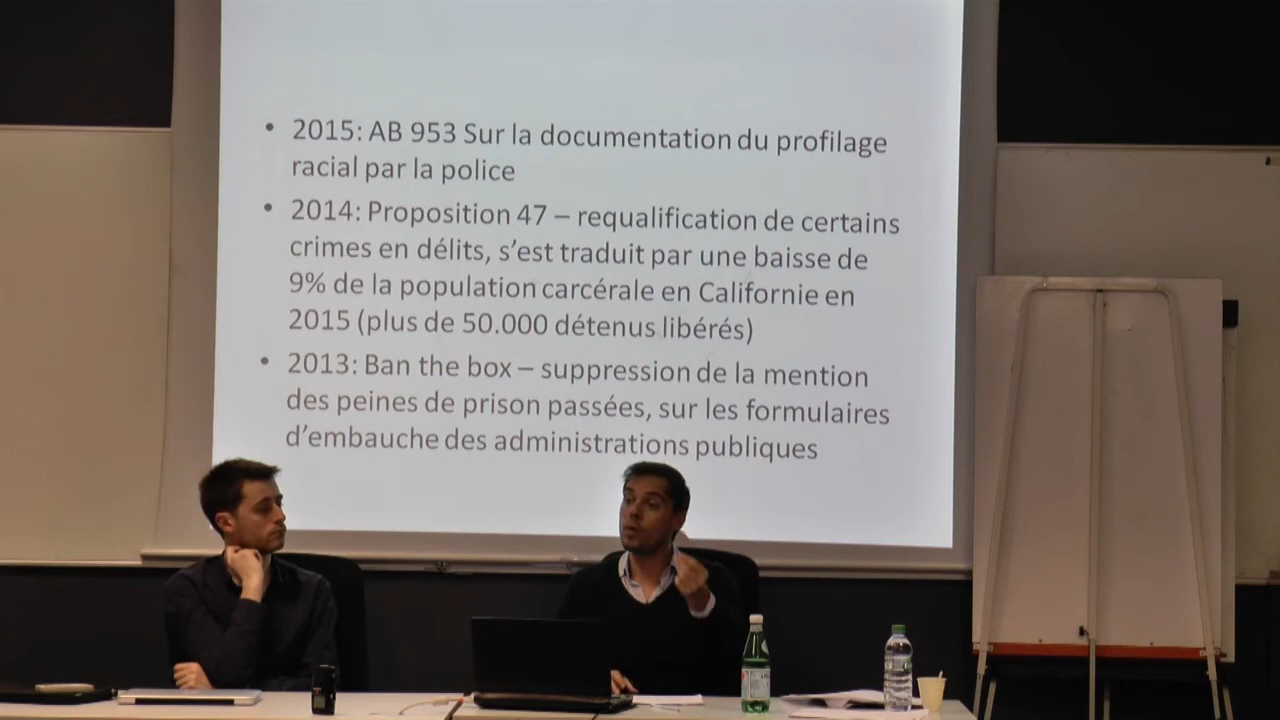 • 2015: AB 953 Sur la documentation du profilage
racial par la police
• 2014: Proposition 47 – requalification de certains
crimes en délits, s’est traduit par une baisse de
9% de la population carcérale en Californie en
2015 (plus de 50.000 détenus libérés)
• 2013: Ban the box – suppression de la mention
des peines de prison passées, sur les formulaires
d’embauche des administrations publiques